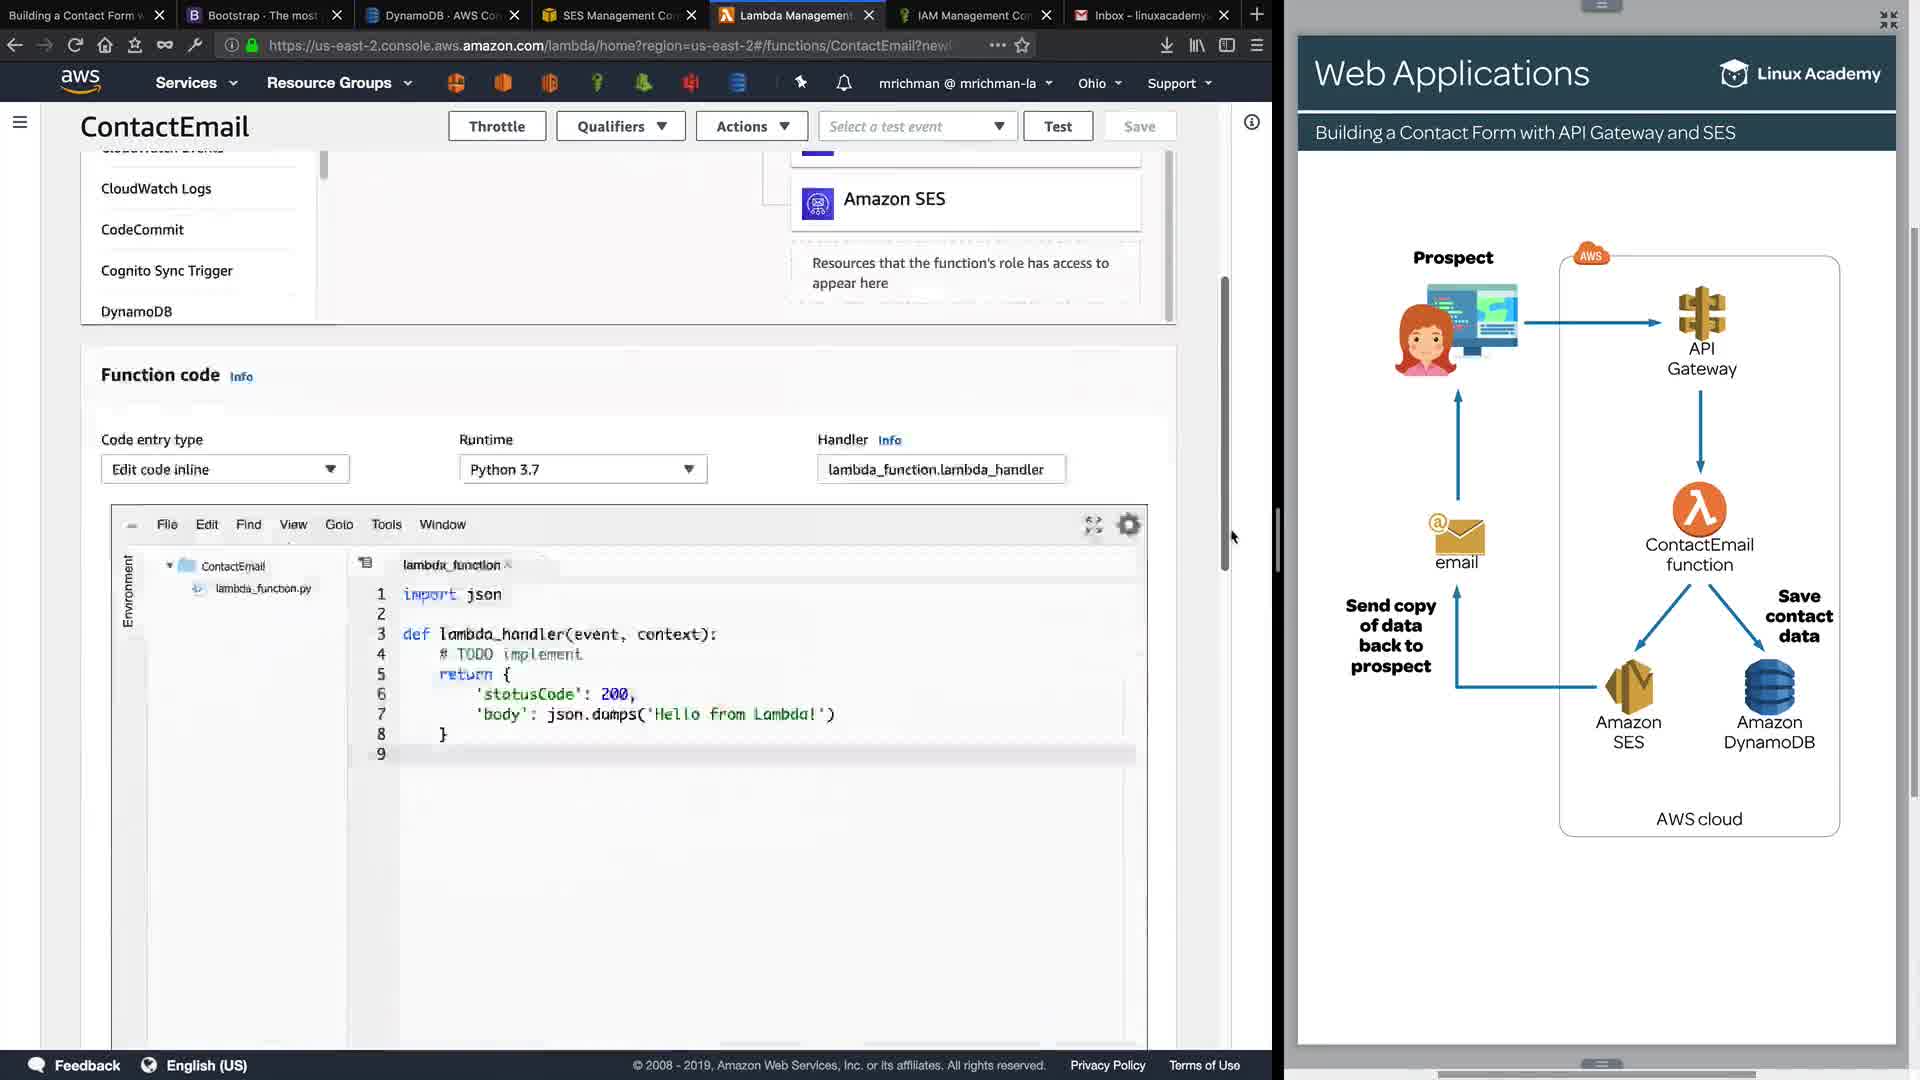 Building a Contact Form w
Bootstrap · The most
DynamoDB · AWS Con
SES Management Con
Lambda Management
IAM Management Con
Inbox – linuxacademy
https://us-east-2.console.aws.amazon.com/lambda/home?region=us-east-2#/functions/ContactEmail?new
aws
Services
Resource Groups
mrichman @ mrichman-la
Ohio
Support
ContactEmail
Throttle
Qualifiers
Actions
Select a test event
Test
Save
CloudWatch Events
CloudWatch Logs
CodeCommit
Cognito Sync Trigger
DynamoDB
Amazon SES
Resources that the function's role has access to
appear here
Function code Info
Code entry type
Edit code inline
Runtime
Python 3.7
Handler Info
lambda_function.lambda_handler
File Edit Find View Goto Tools Window
Environment
ContactEmail
lambda_function.py
lambda_function
1 import json
2
3 def lambda_handler(event, context):
4 # TODO implement
5 return {
6 'statusCode': 200,
7 'body': json.dumps('Hello from Lambda!')
8 }
9
Feedback
English (US)
© 2008 - 2019, Amazon Web Services, Inc. or its affiliates. All rights reserved.
Privacy Policy
Terms of Use
Web Applications
Linux Academy
Building a Contact Form with API Gateway and SES
Prospect
AWS
API
Gateway
email
ContactEmail
function
Send copy
of data
back to
prospect
Save
contact
data
Amazon
SES
Amazon
DynamoDB
AWS cloud